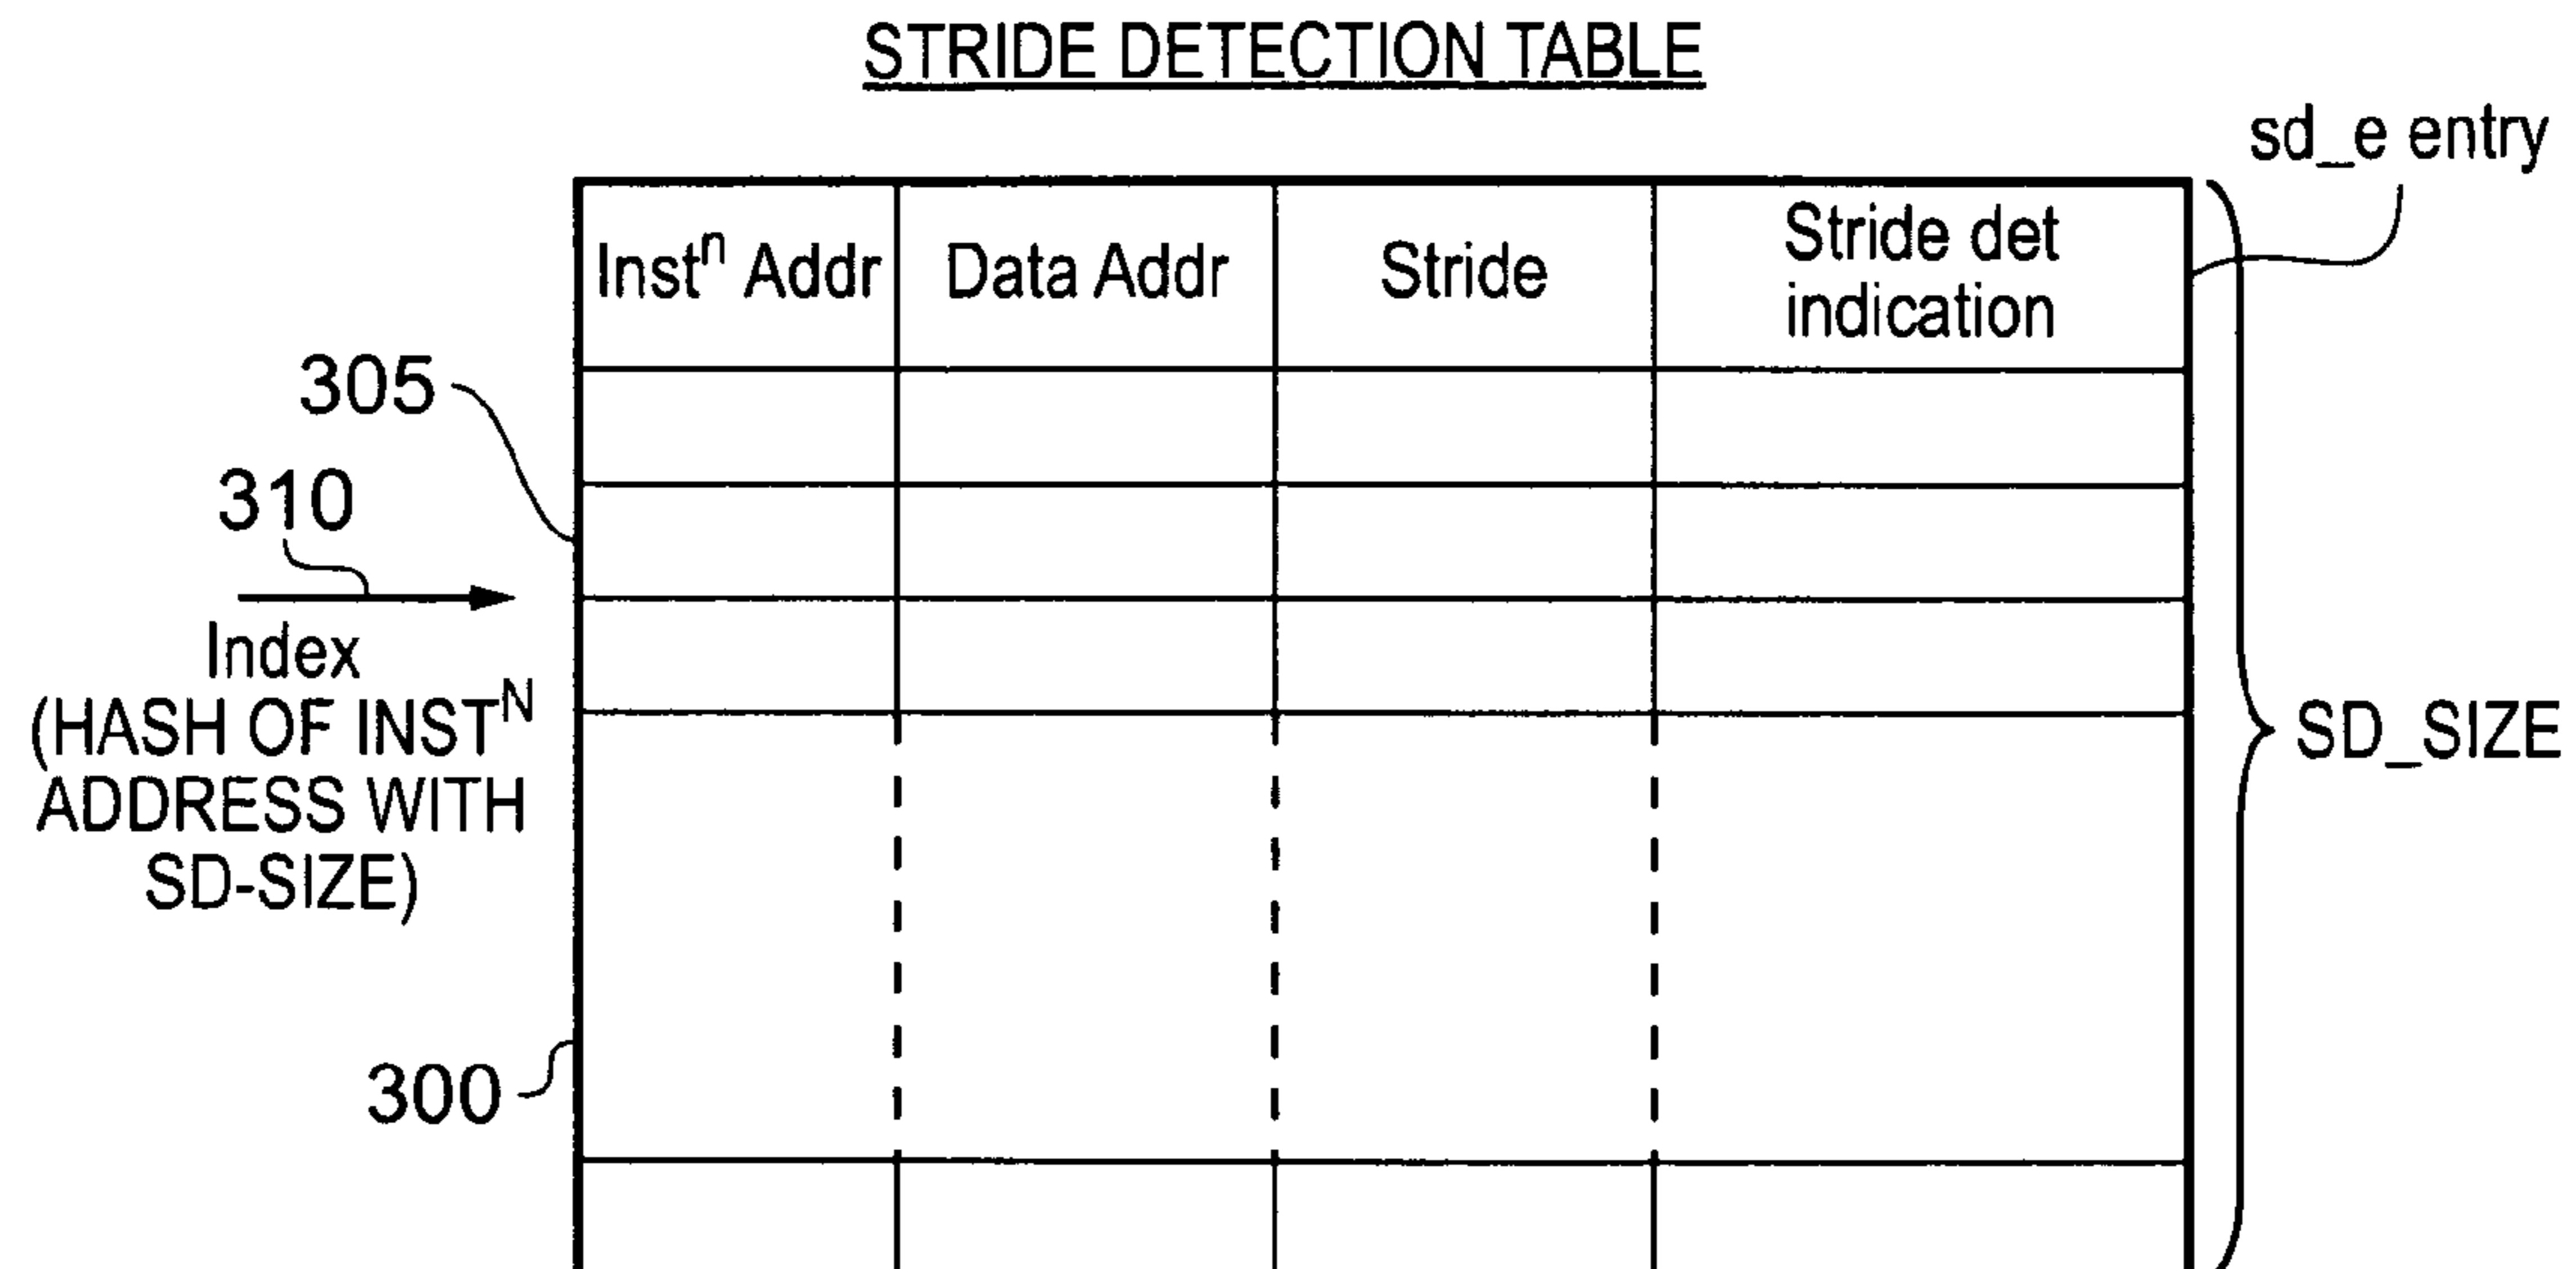 STRIDE DETECTION TABLE
sd_e entry
Instⁿ Addr
Data Addr
Stride
Stride det
indication
305
310
Index
(HASH OF INSTᴺ
ADDRESS WITH
SD-SIZE)
SD_SIZE
300